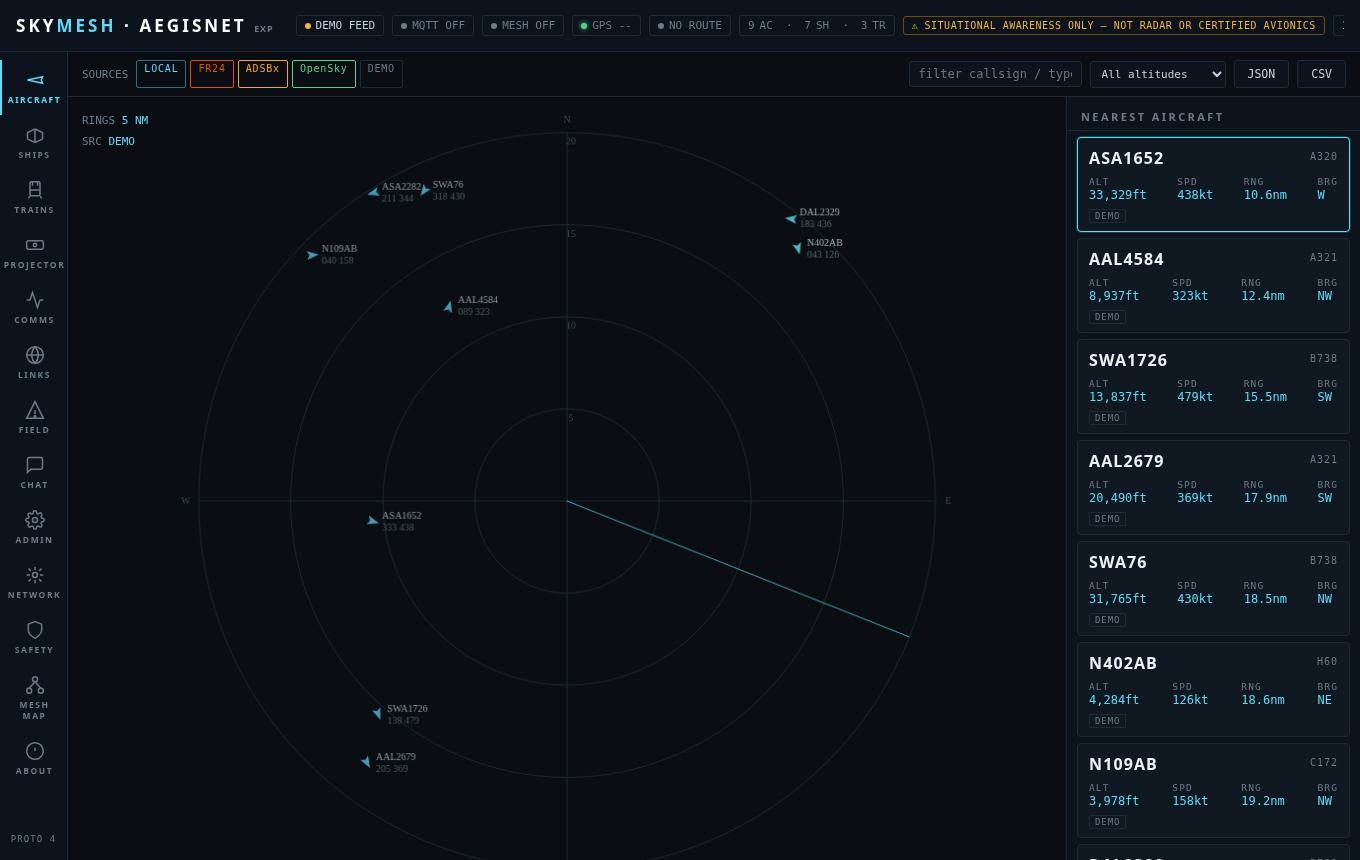 SKYMESH · AEGISNET EXP
DEMO FEED
MQTT OFF
MESH OFF
GPS --
NO ROUTE
9 AC · 7 SH · 3 TR
⚠ SITUATIONAL AWARENESS ONLY — NOT RADAR OR CERTIFIED AVIONICS
AIRCRAFT
SHIPS
TRAINS
PROJECTOR
COMMS
LINKS
FIELD
CHAT
ADMIN
NETWORK
SAFETY
MESH
MAP
ABOUT
PROTO 4
SOURCES
LOCAL
FR24
ADSBx
OpenSky
DEMO
filter callsign / type
All altitudes
JSON
CSV
RINGS 5 NM
SRC DEMO
N
20
15
10
5
W
E
ASA2282
211 344
SWA76
318 430
DAL2329
183 436
N402AB
043 126
N109AB
040 158
AAL4584
089 323
ASA1652
333 438
SWA1726
138 479
AAL2679
205 369
NEAREST AIRCRAFT
ASA1652 A320
ALT SPD RNG BRG
33,329ft 438kt 10.6nm W
DEMO
AAL4584 A321
ALT SPD RNG BRG
8,937ft 323kt 12.4nm NW
DEMO
SWA1726 B738
ALT SPD RNG BRG
13,837ft 479kt 15.5nm SW
DEMO
AAL2679 A321
ALT SPD RNG BRG
20,490ft 369kt 17.9nm SW
DEMO
SWA76 B738
ALT SPD RNG BRG
31,765ft 430kt 18.5nm NW
DEMO
N402AB H60
ALT SPD RNG BRG
4,284ft 126kt 18.6nm NE
DEMO
N109AB C172
ALT SPD RNG BRG
3,978ft 158kt 19.2nm NW
DEMO